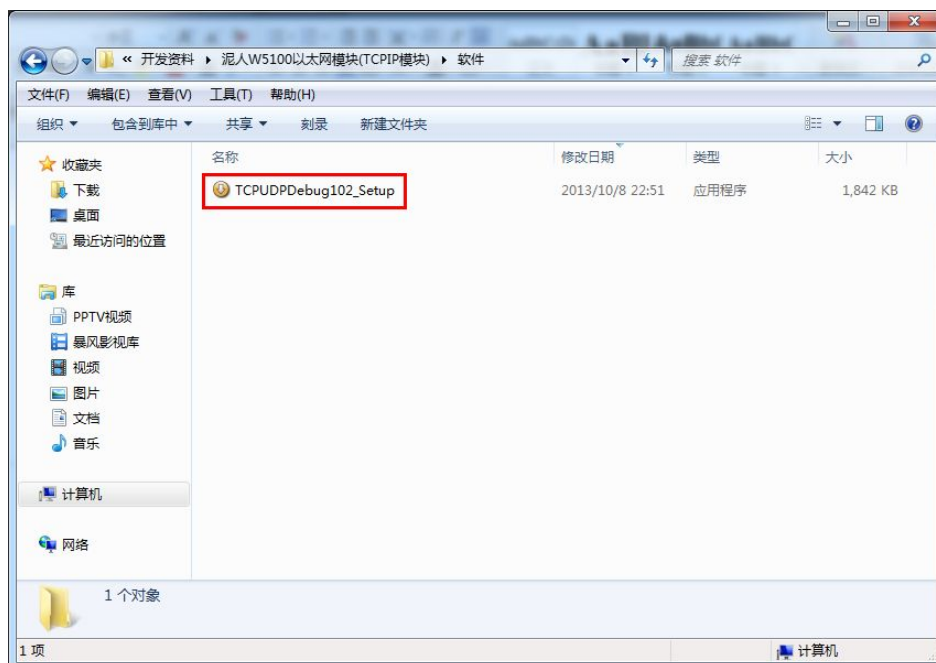 « 开发资料 ▸ 泥人W5100以太网模块(TCPIP模块) ▸ 软件
搜索 软件
文件(F) 编辑(E) 查看(V) 工具(T) 帮助(H)
组织 包含到库中 共享 刻录 新建文件夹
名称 修改日期 类型 大小
TCPUDPDebug102_Setup 2013/10/8 22:51 应用程序 1,842 KB
收藏夹
下载
桌面
最近访问的位置
库
PPTV视频
暴风影视库
视频
图片
文档
音乐
计算机
网络
1 个对象
1 项 计算机